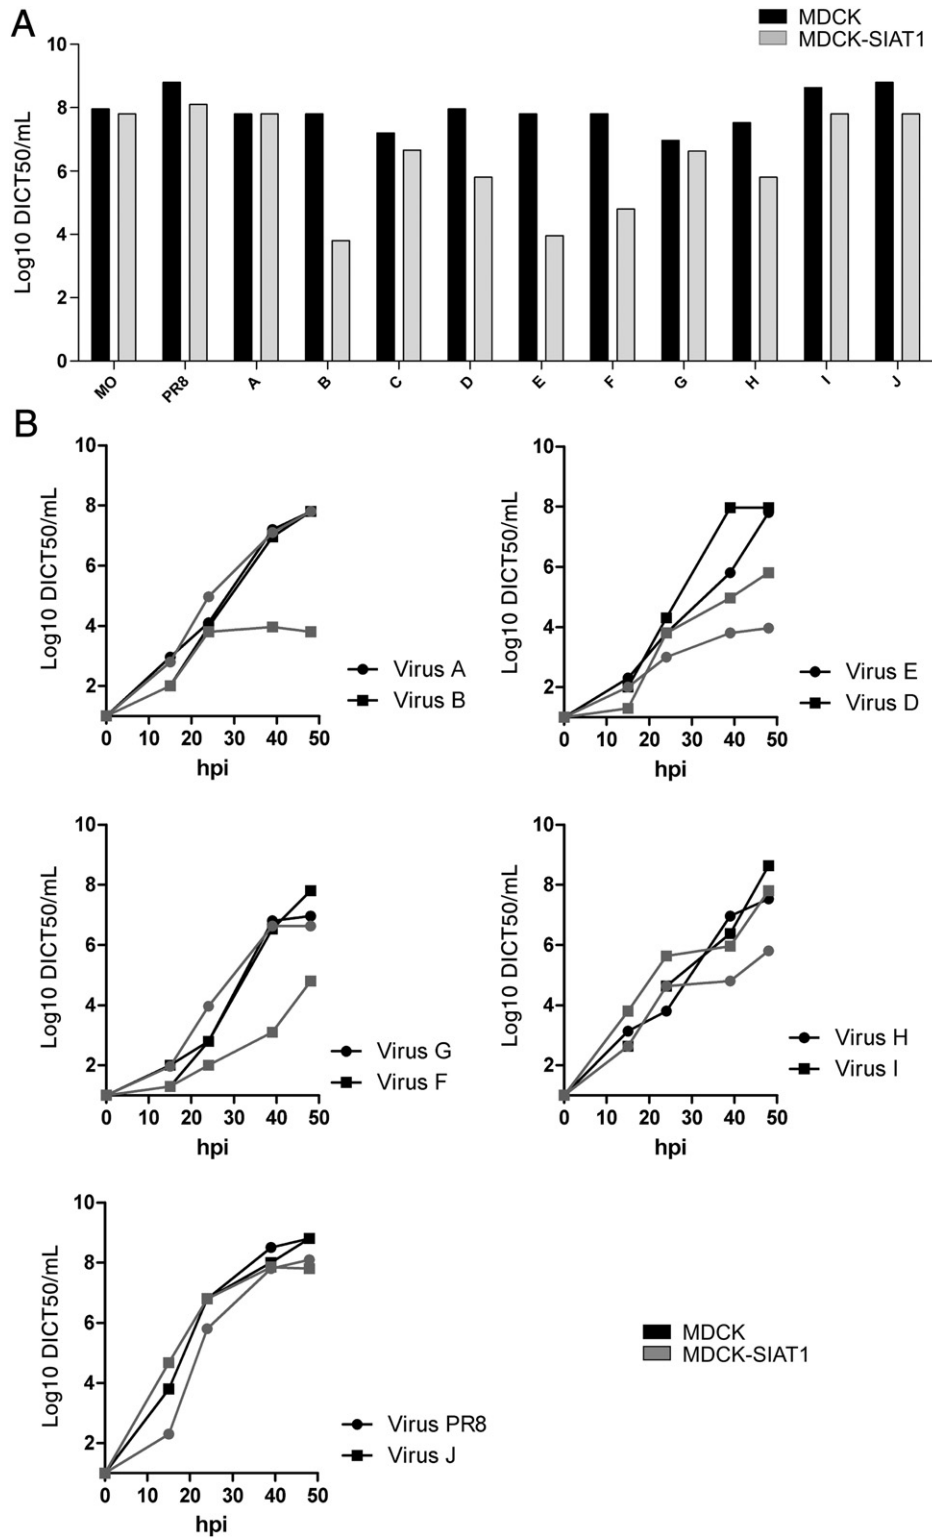 A
MDCK
MDCK-SIAT1
Log10 DICT50/mL
10
8
6
4
2
0
MO PR8 A B C D E F G H I J
B
Log10 DICT50/mL
10
8
6
4
2
0 10 20 30 40 50
hpi
Virus A
Virus B
Log10 DICT50/mL
10
8
6
4
2
0 10 20 30 40 50
hpi
Virus E
Virus D
Log10 DICT50/mL
10
8
6
4
2
0 10 20 30 40 50
hpi
Virus G
Virus F
Log10 DICT50/mL
10
8
6
4
2
0 10 20 30 40 50
hpi
Virus H
Virus I
Log10 DICT50/mL
10
8
6
4
2
0 10 20 30 40 50
hpi
Virus PR8
Virus J
MDCK
MDCK-SIAT1